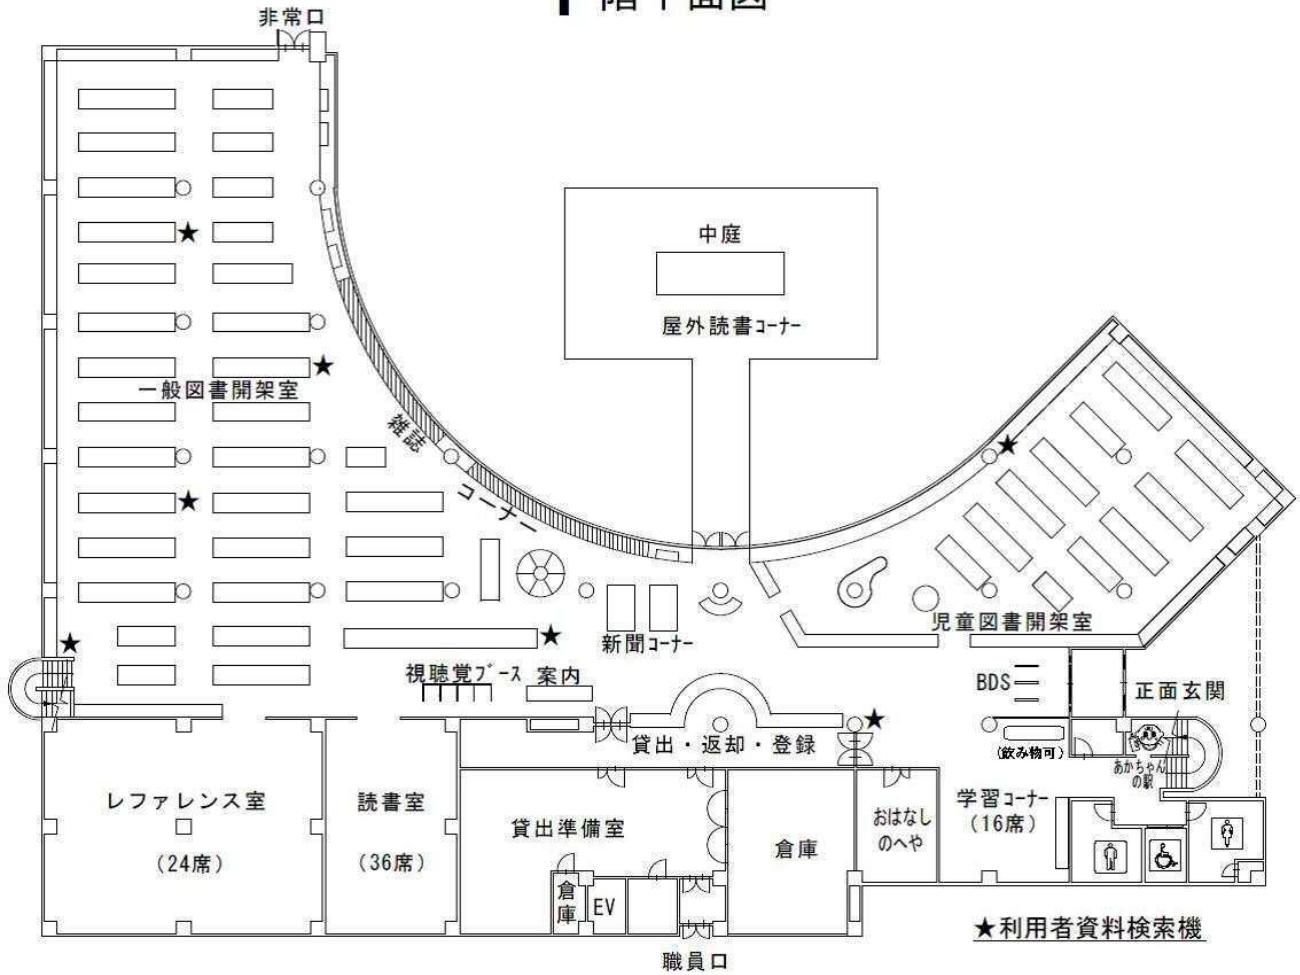 階平面図
非常口
中庭
屋外読書コーナー
一般図書開架室
雑誌
コーナー
児童図書開架室
新聞コーナー
視聴覚ブース
案内
BDS
正面玄関
貸出・返却・登録
(飲み物可)
あかちゃん
の駅
レファレンス室
(24席)
読書室
(36席)
貸出準備室
倉庫
おはなし
のへや
学習コーナー
(16席)
倉庫
EV
職員口
★利用者資料検索機